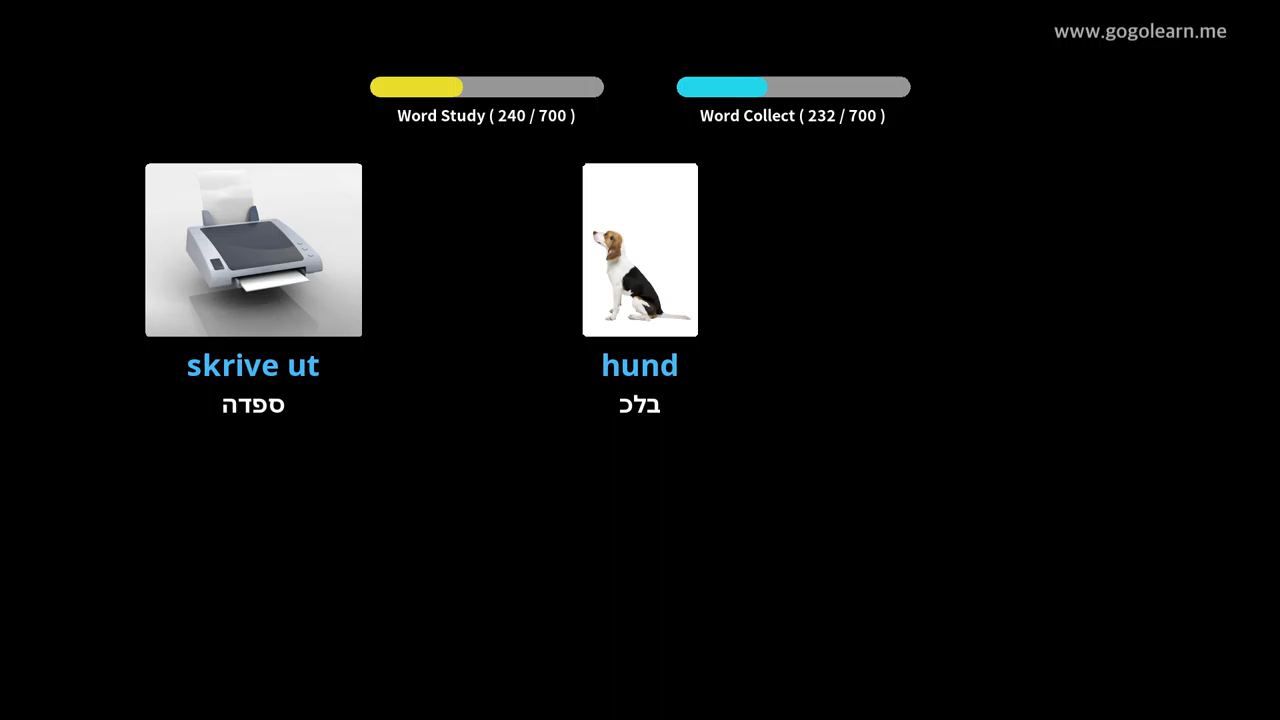 www.gogolearn.me
Word Study ( 240 / 700 )
Word Collect ( 232 / 700 )
skrive ut
ספדה
hund
בלכ